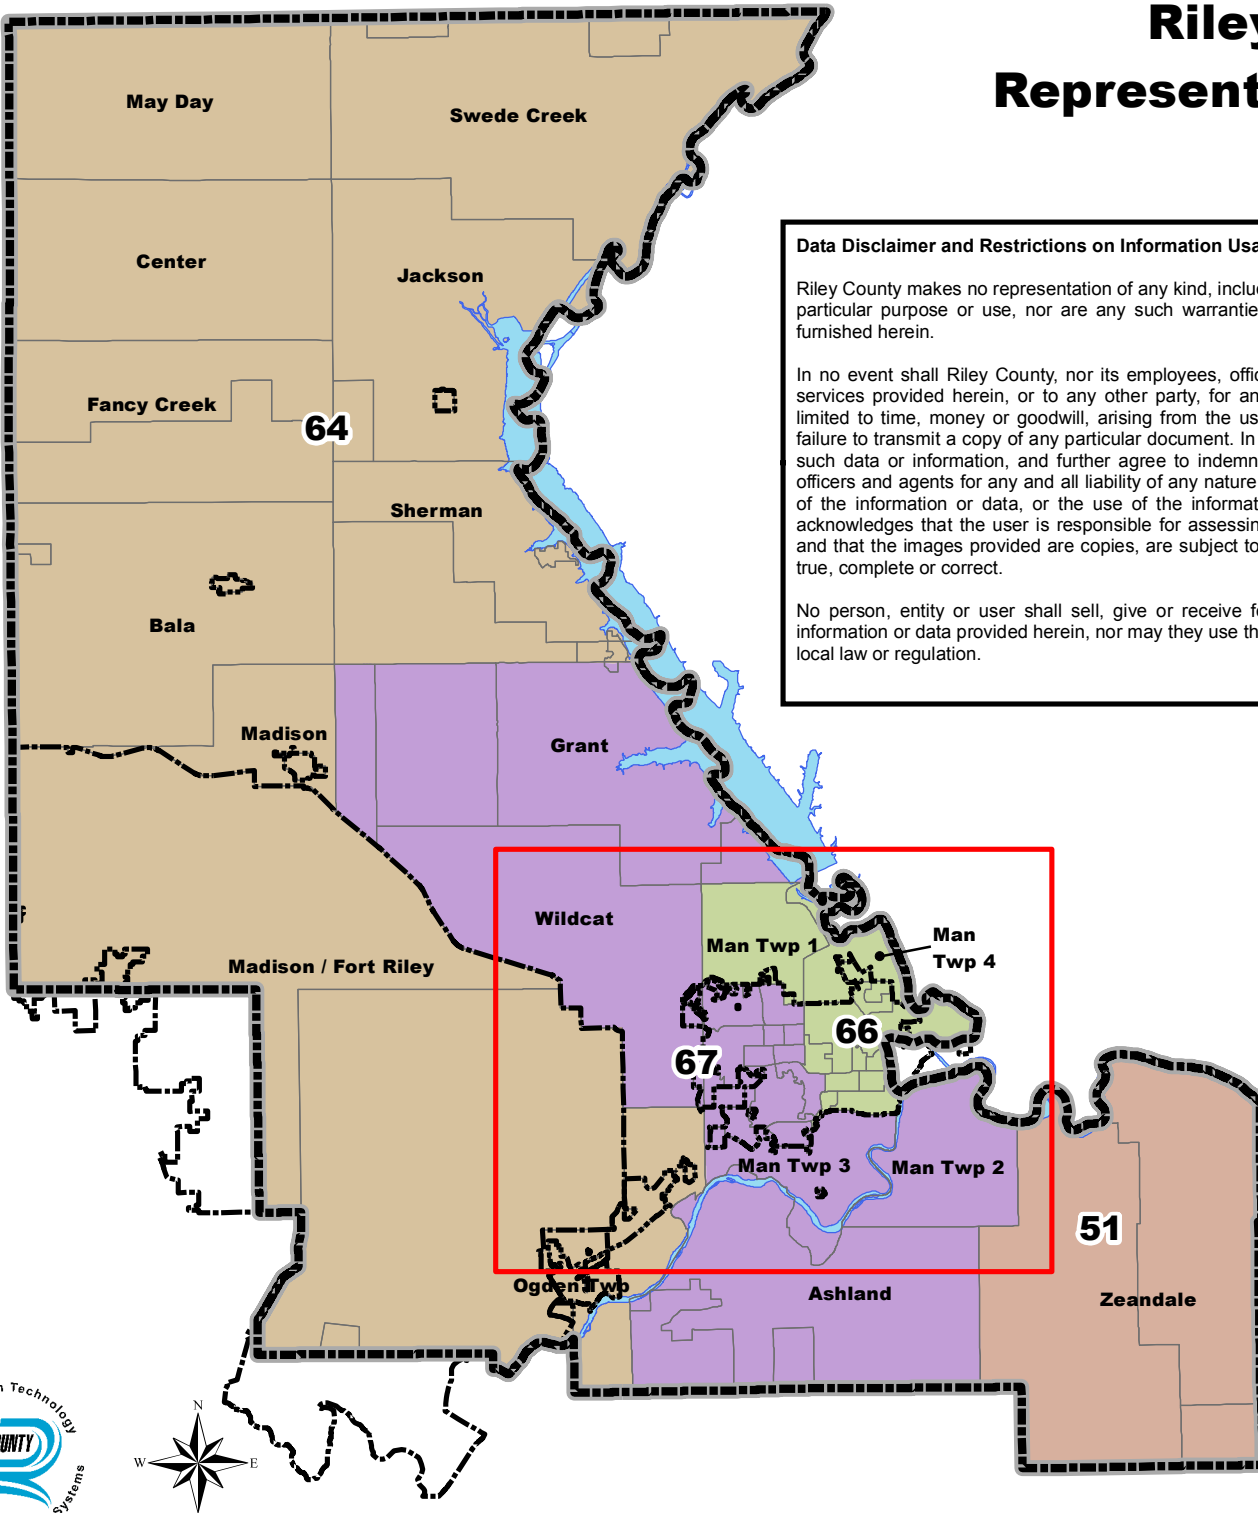 Riley
Represent
May Day
Swede Creek
Data Disclaimer and Restrictions on Information Usa
Center
Jackson
Riley County makes no representation of any kind, inclu
particular purpose or use, nor are any such warrantie
furnished herein.
In no event shall Riley County, nor its employees, offic
services provided herein, or to any other party, for an
limited to time, money or goodwill, arising from the us
failure to transmit a copy of any particular document. In
such data or information, and further agree to indemn
officers and agents for any and all liability of any nature
of the information or data, or the use of the informat
acknowledges that the user is responsible for assessin
and that the images provided are copies, are subject to
true, complete or correct.
No person, entity or user shall sell, give or receive f
information or data provided herein, nor may they use th
local law or regulation.
Fancy Creek
64
Sherman
Bala
Madison
Grant
Wildcat
Man Twp 1
Man
Twp 4
Madison / Fort Riley
66
67
Man Twp 3
Man Twp 2
51
Ogden Twp
Ashland
Zeandale
n Technology
UNTY
Systems
N
W
E